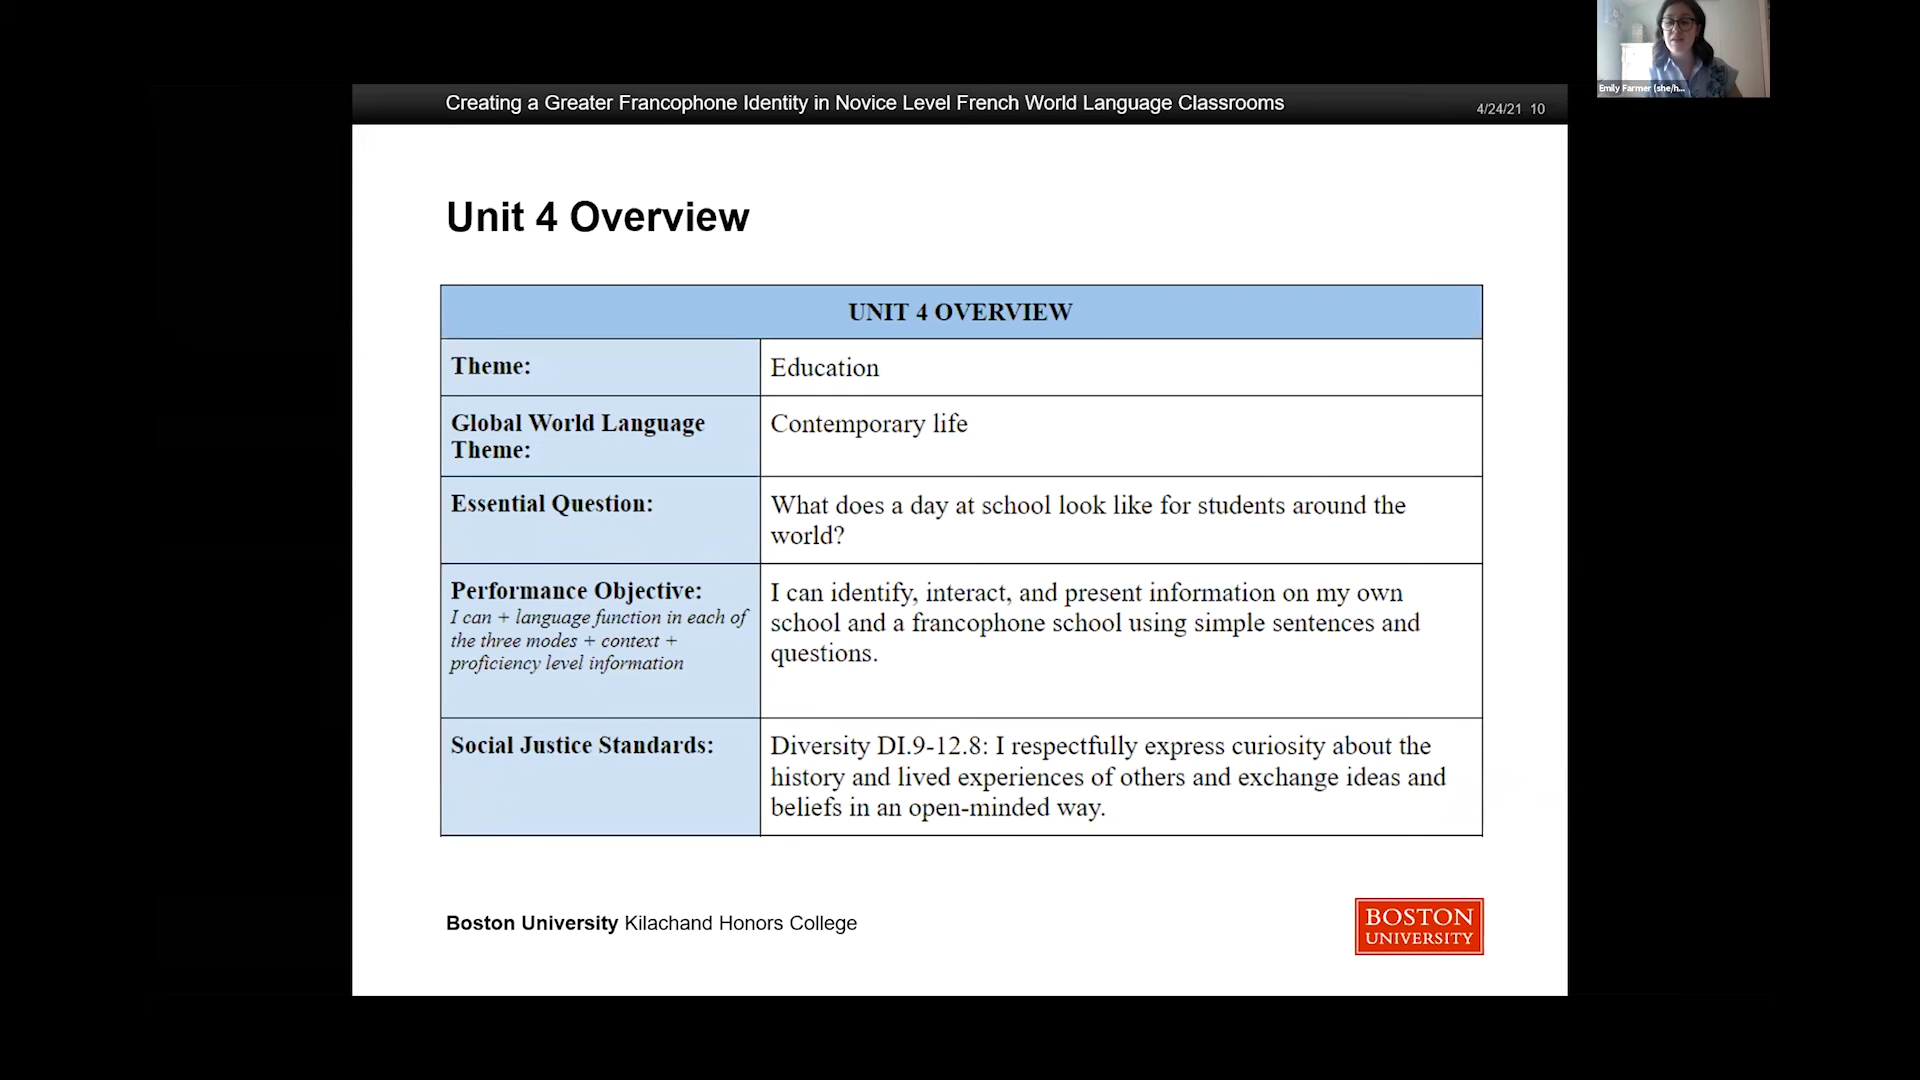 Emily Farmer (she/h...
Creating a Greater Francophone Identity in Novice Level French World Language Classrooms
4/24/21 10
Unit 4 Overview
UNIT 4 OVERVIEW
Theme:
Education
Global World Language
Theme:
Contemporary life
Essential Question:
What does a day at school look like for students around the
world?
Performance Objective:
I can + language function in each of
the three modes + context +
proficiency level information
I can identify, interact, and present information on my own
school and a francophone school using simple sentences and
questions.
Social Justice Standards:
Diversity DI.9-12.8: I respectfully express curiosity about the
history and lived experiences of others and exchange ideas and
beliefs in an open-minded way.
Boston University Kilachand Honors College
BOSTON
UNIVERSITY